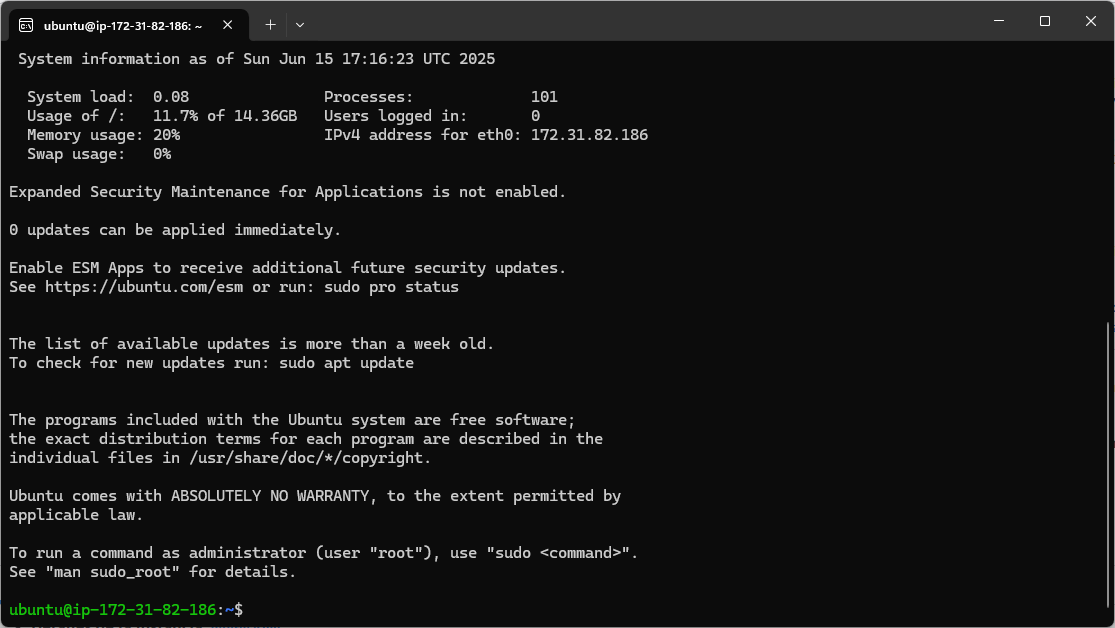 ubuntu@ip-172-31-82-186: ~
System information as of Sun Jun 15 17:16:23 UTC 2025
System load: 0.08 Processes: 101
Usage of /: 11.7% of 14.36GB Users logged in: 0
Memory usage: 20% IPv4 address for eth0: 172.31.82.186
Swap usage: 0%
Expanded Security Maintenance for Applications is not enabled.
0 updates can be applied immediately.
Enable ESM Apps to receive additional future security updates.
See https://ubuntu.com/esm or run: sudo pro status
The list of available updates is more than a week old.
To check for new updates run: sudo apt update
The programs included with the Ubuntu system are free software;
the exact distribution terms for each program are described in the
individual files in /usr/share/doc/*/copyright.
Ubuntu comes with ABSOLUTELY NO WARRANTY, to the extent permitted by
applicable law.
To run a command as administrator (user "root"), use "sudo <command>".
See "man sudo_root" for details.
ubuntu@ip-172-31-82-186:~$